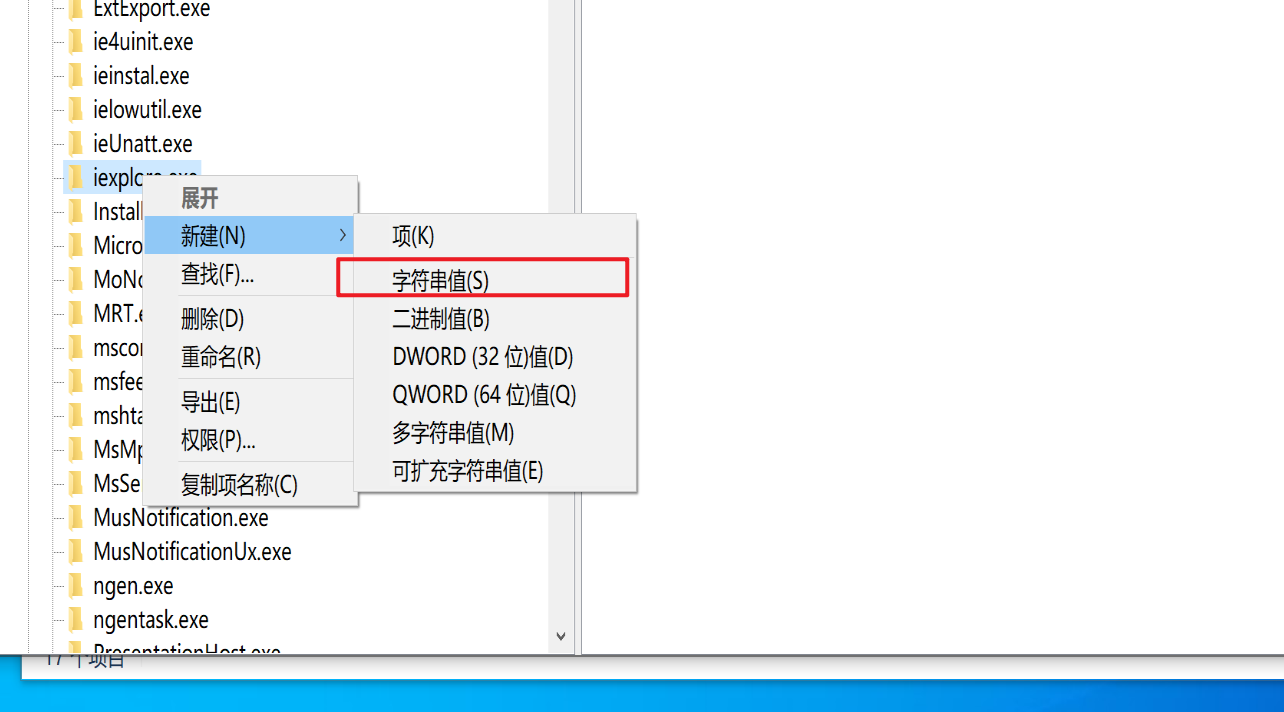 ExtExport.exe
ie4uinit.exe
ieinstal.exe
ielowutil.exe
ieUnatt.exe
iexplore.exe
Install
Micro
MoNo
MRT.e
mscor
msfee
mshta
MsMp
MsSe
MusNotification.exe
MusNotificationUx.exe
ngen.exe
ngentask.exe
PresentationHost.exe
展开
新建(N)
查找(F)...
删除(D)
重命名(R)
导出(E)
权限(P)...
复制项名称(C)
项(K)
字符串值(S)
二进制值(B)
DWORD (32 位)值(D)
QWORD (64 位)值(Q)
多字符串值(M)
可扩充字符串值(E)
17 个项目